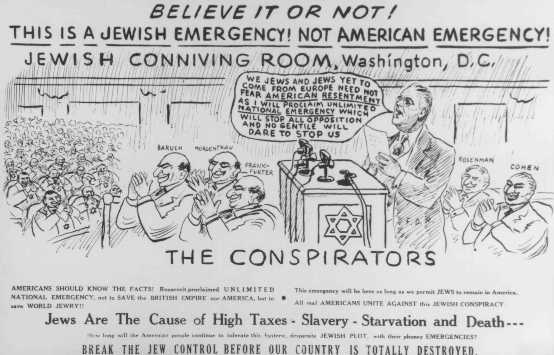 BELIEVE IT OR NOT!
THIS IS A JEWISH EMERGENCY! NOT AMERICAN EMERGENCY!
JEWISH CONNIVING ROOM, Washington, D.C.
WE JEWS AND JEWS YET TO
COME FROM EUROPE NEED NOT
FEAR AMERICAN RESENTMENT
AS I WILL PROCLAIM UNLIMITED
NATIONAL EMERGENCY WHICH
WILL STOP ALL OPPOSITION
AND NO GENTILE WILL
DARE TO STOP US
BARUCH
MORGENTHAU
FRANK-
FURTER
F.D.R.
ROSENMAN
COHEN
THE CONSPIRATORS
AMERICANS SHOULD KNOW THE FACTS! Roosevelt proclaimed UNLIMITED
NATIONAL EMERGENCY, not to SAVE the BRITISH EMPIRE nor AMERICA, but to
save WORLD JEWRY!!
This emergency will be here as long as we permit JEWS to remain in America.
All real AMERICANS UNITE AGAINST this JEWISH CONSPIRACY
Jews Are The Cause of High Taxes - Slavery - Starvation and Death---
How long will the American people continue to tolerate this System, desperate JEWISH PLOT, with their phoney EMERGENCIES?
BREAK THE JEW CONTROL BEFORE OUR COUNTRY IS TOTALLY DESTROYED.